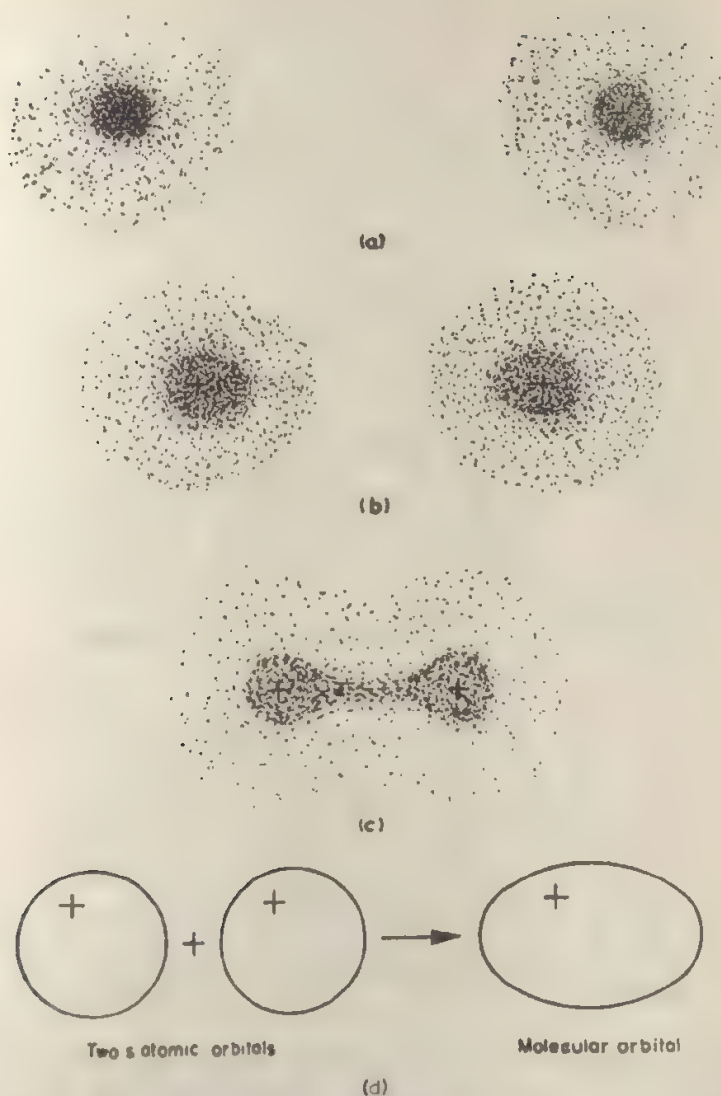 (a)
(b)
(c)
+ + + +
Two s atomic orbitals Molecular orbital
(d)